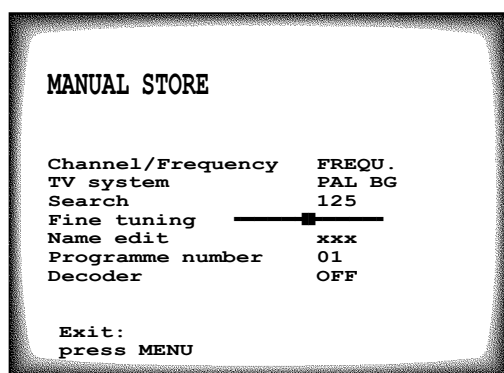 MANUAL STORE
Channel/Frequency FREQU.
TV system PAL BG
Search 125
Fine tuning
Name edit xxx
Programme number 01
Decoder OFF
Exit:
press MENU